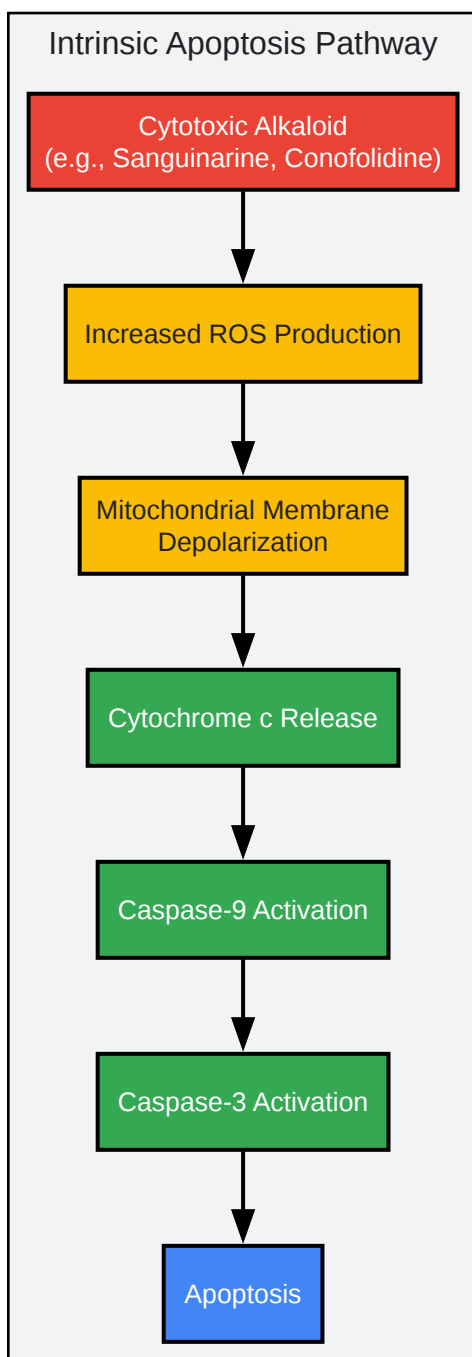 Intrinsic Apoptosis Pathway
Cytotoxic Alkaloid
(e.g., Sanguinarine, Conofolidine)
Increased ROS Production
Mitochondrial Membrane
Depolarization
Cytochrome c Release
Caspase-9 Activation
Caspase-3 Activation
Apoptosis